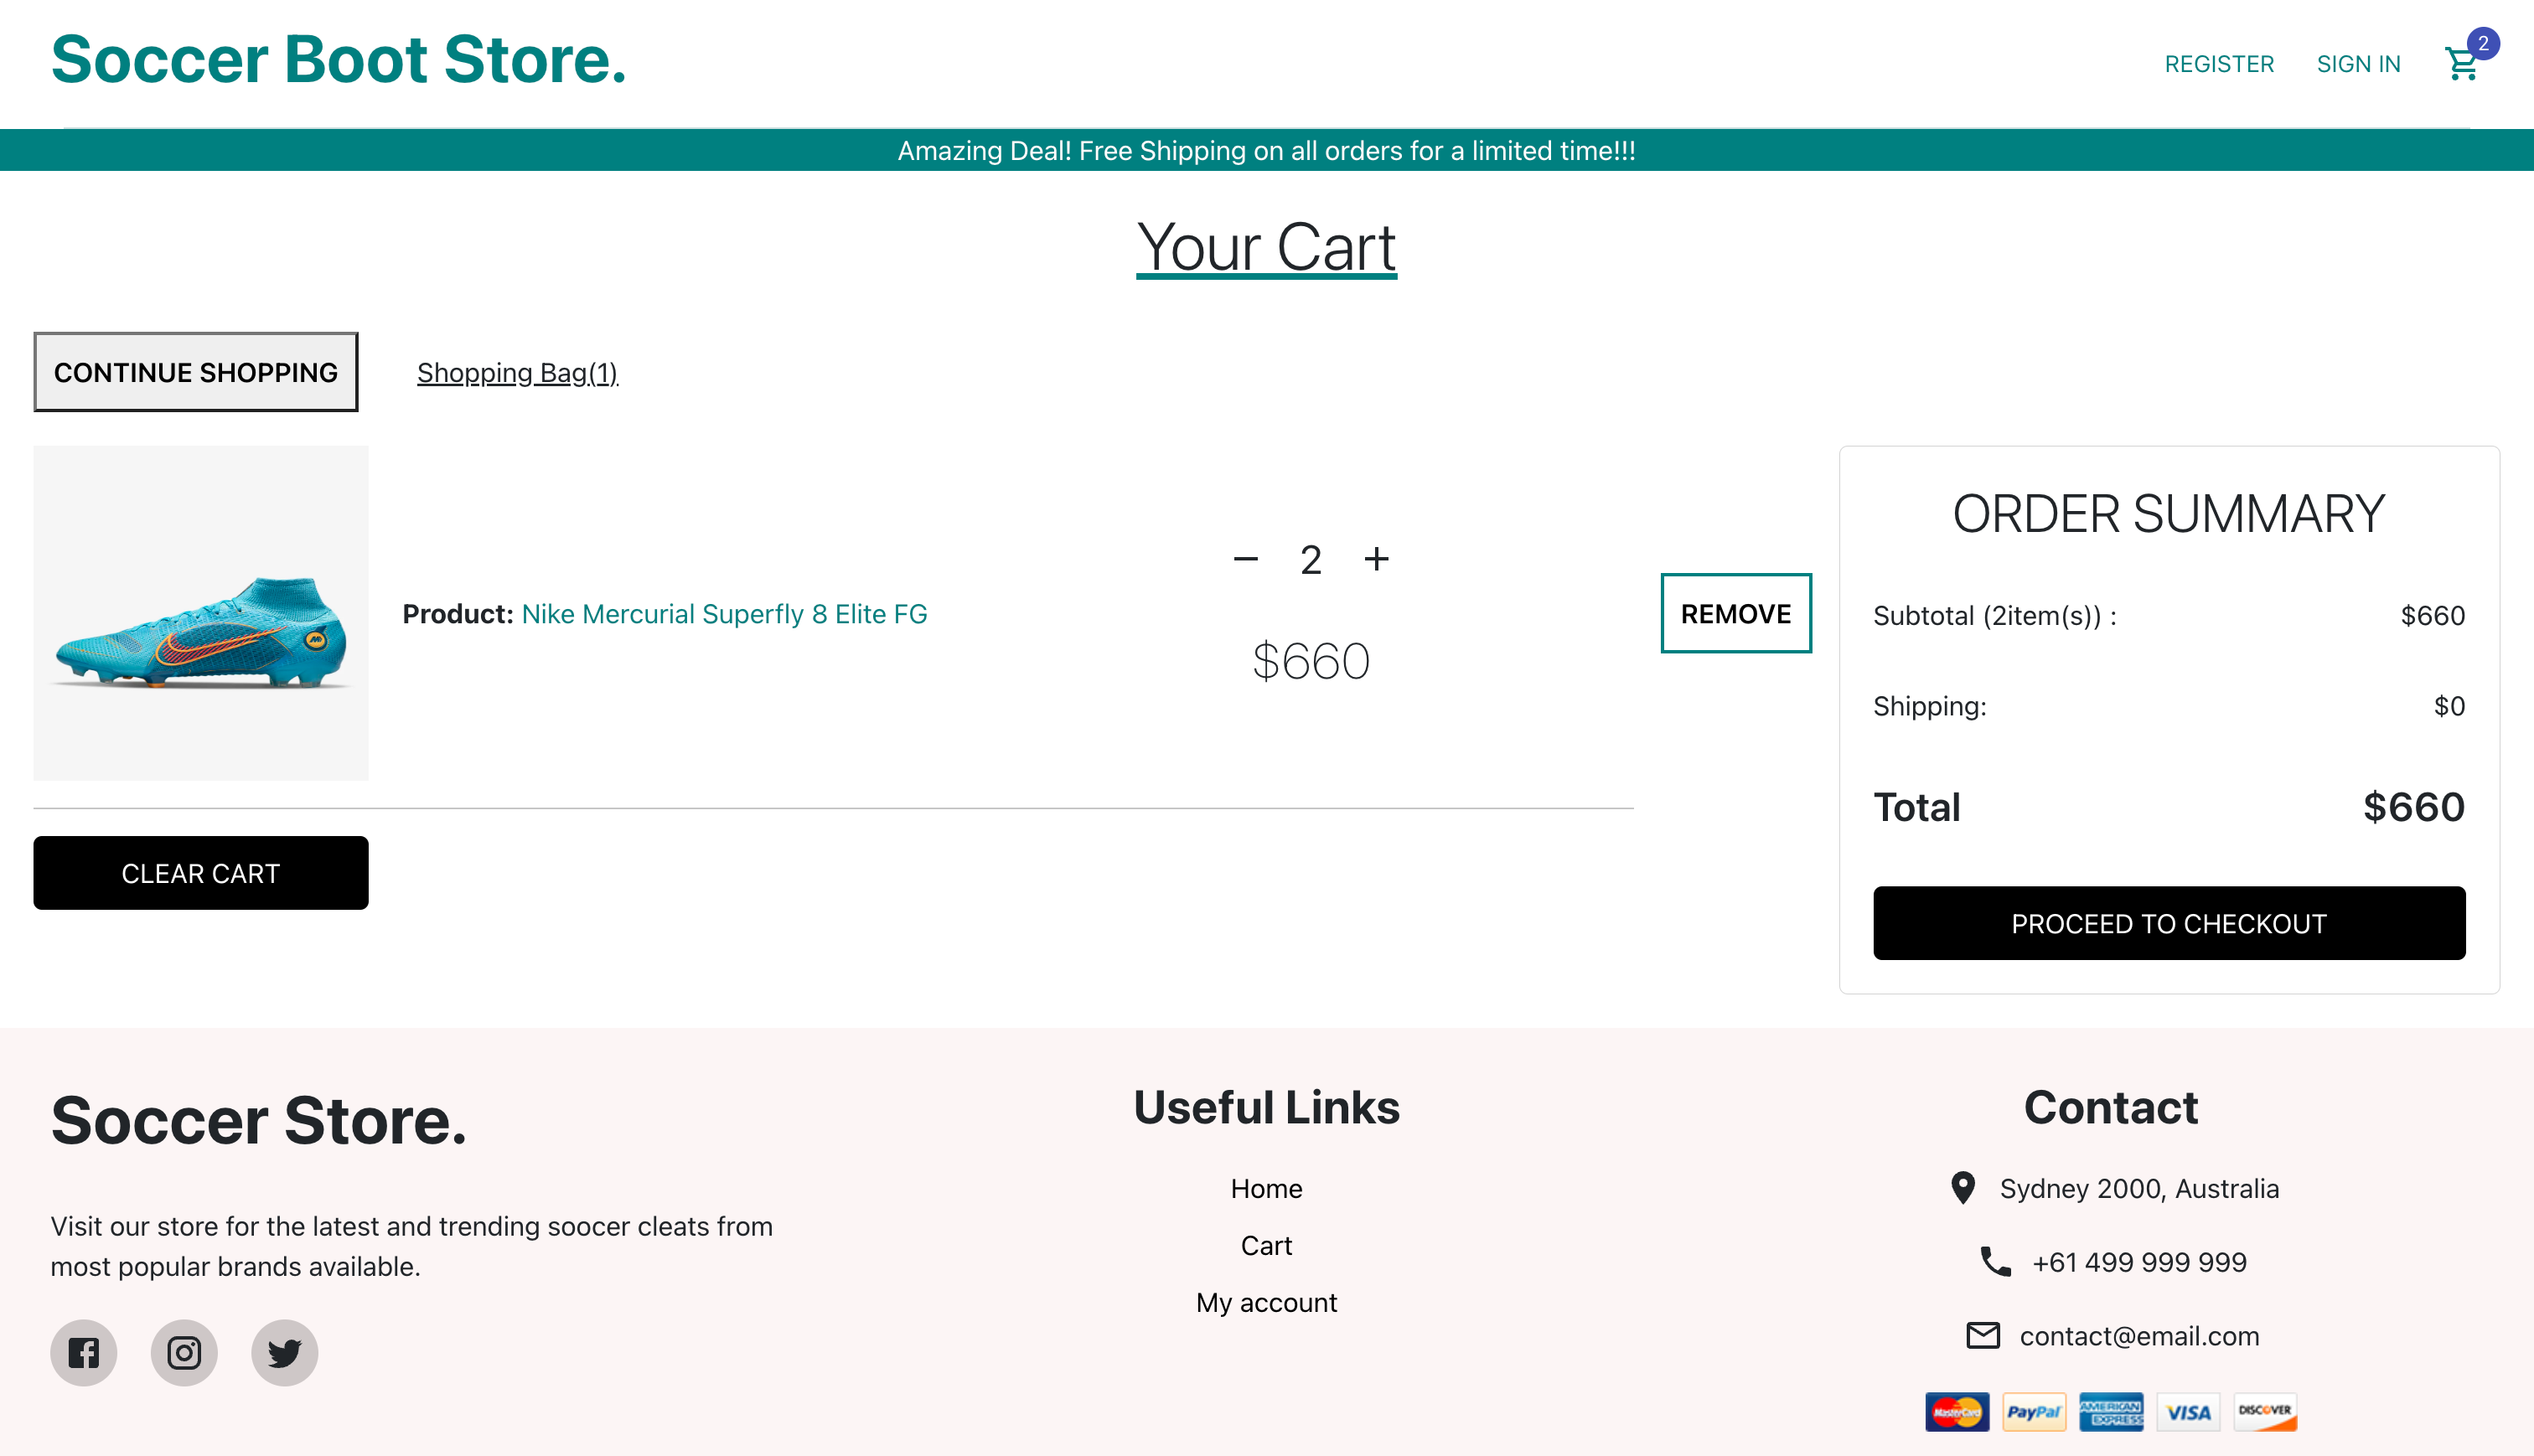 Soccer Boot Store.
REGISTER
SIGN IN
2
Amazing Deal! Free Shipping on all orders for a limited time!!!
Your Cart
CONTINUE SHOPPING
Shopping Bag(1)
− 2 +
Product: Nike Mercurial Superfly 8 Elite FG
$660
REMOVE
CLEAR CART
ORDER SUMMARY
Subtotal (2item(s)) : $660
Shipping: $0
Total $660
PROCEED TO CHECKOUT
Soccer Store.
Visit our store for the latest and trending soocer cleats from
most popular brands available.
Useful Links
Home
Cart
My account
Contact
Sydney 2000, Australia
+61 499 999 999
contact@email.com
MasterCard
PayPal
AMERICAN EXPRESS
VISA
DISCOVER